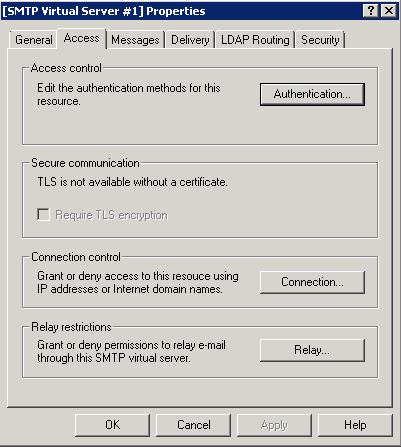 [SMTP Virtual Server #1] Properties
General Access Messages Delivery LDAP Routing Security
Access control
Edit the authentication methods for this
resource.
Authentication...
Secure communication
TLS is not available without a certificate.
Require TLS encryption
Connection control
Grant or deny access to this resouce using
IP addresses or Internet domain names.
Connection...
Relay restrictions
Grant or deny permissions to relay e-mail
through this SMTP virtual server.
Relay...
OK Cancel Apply Help